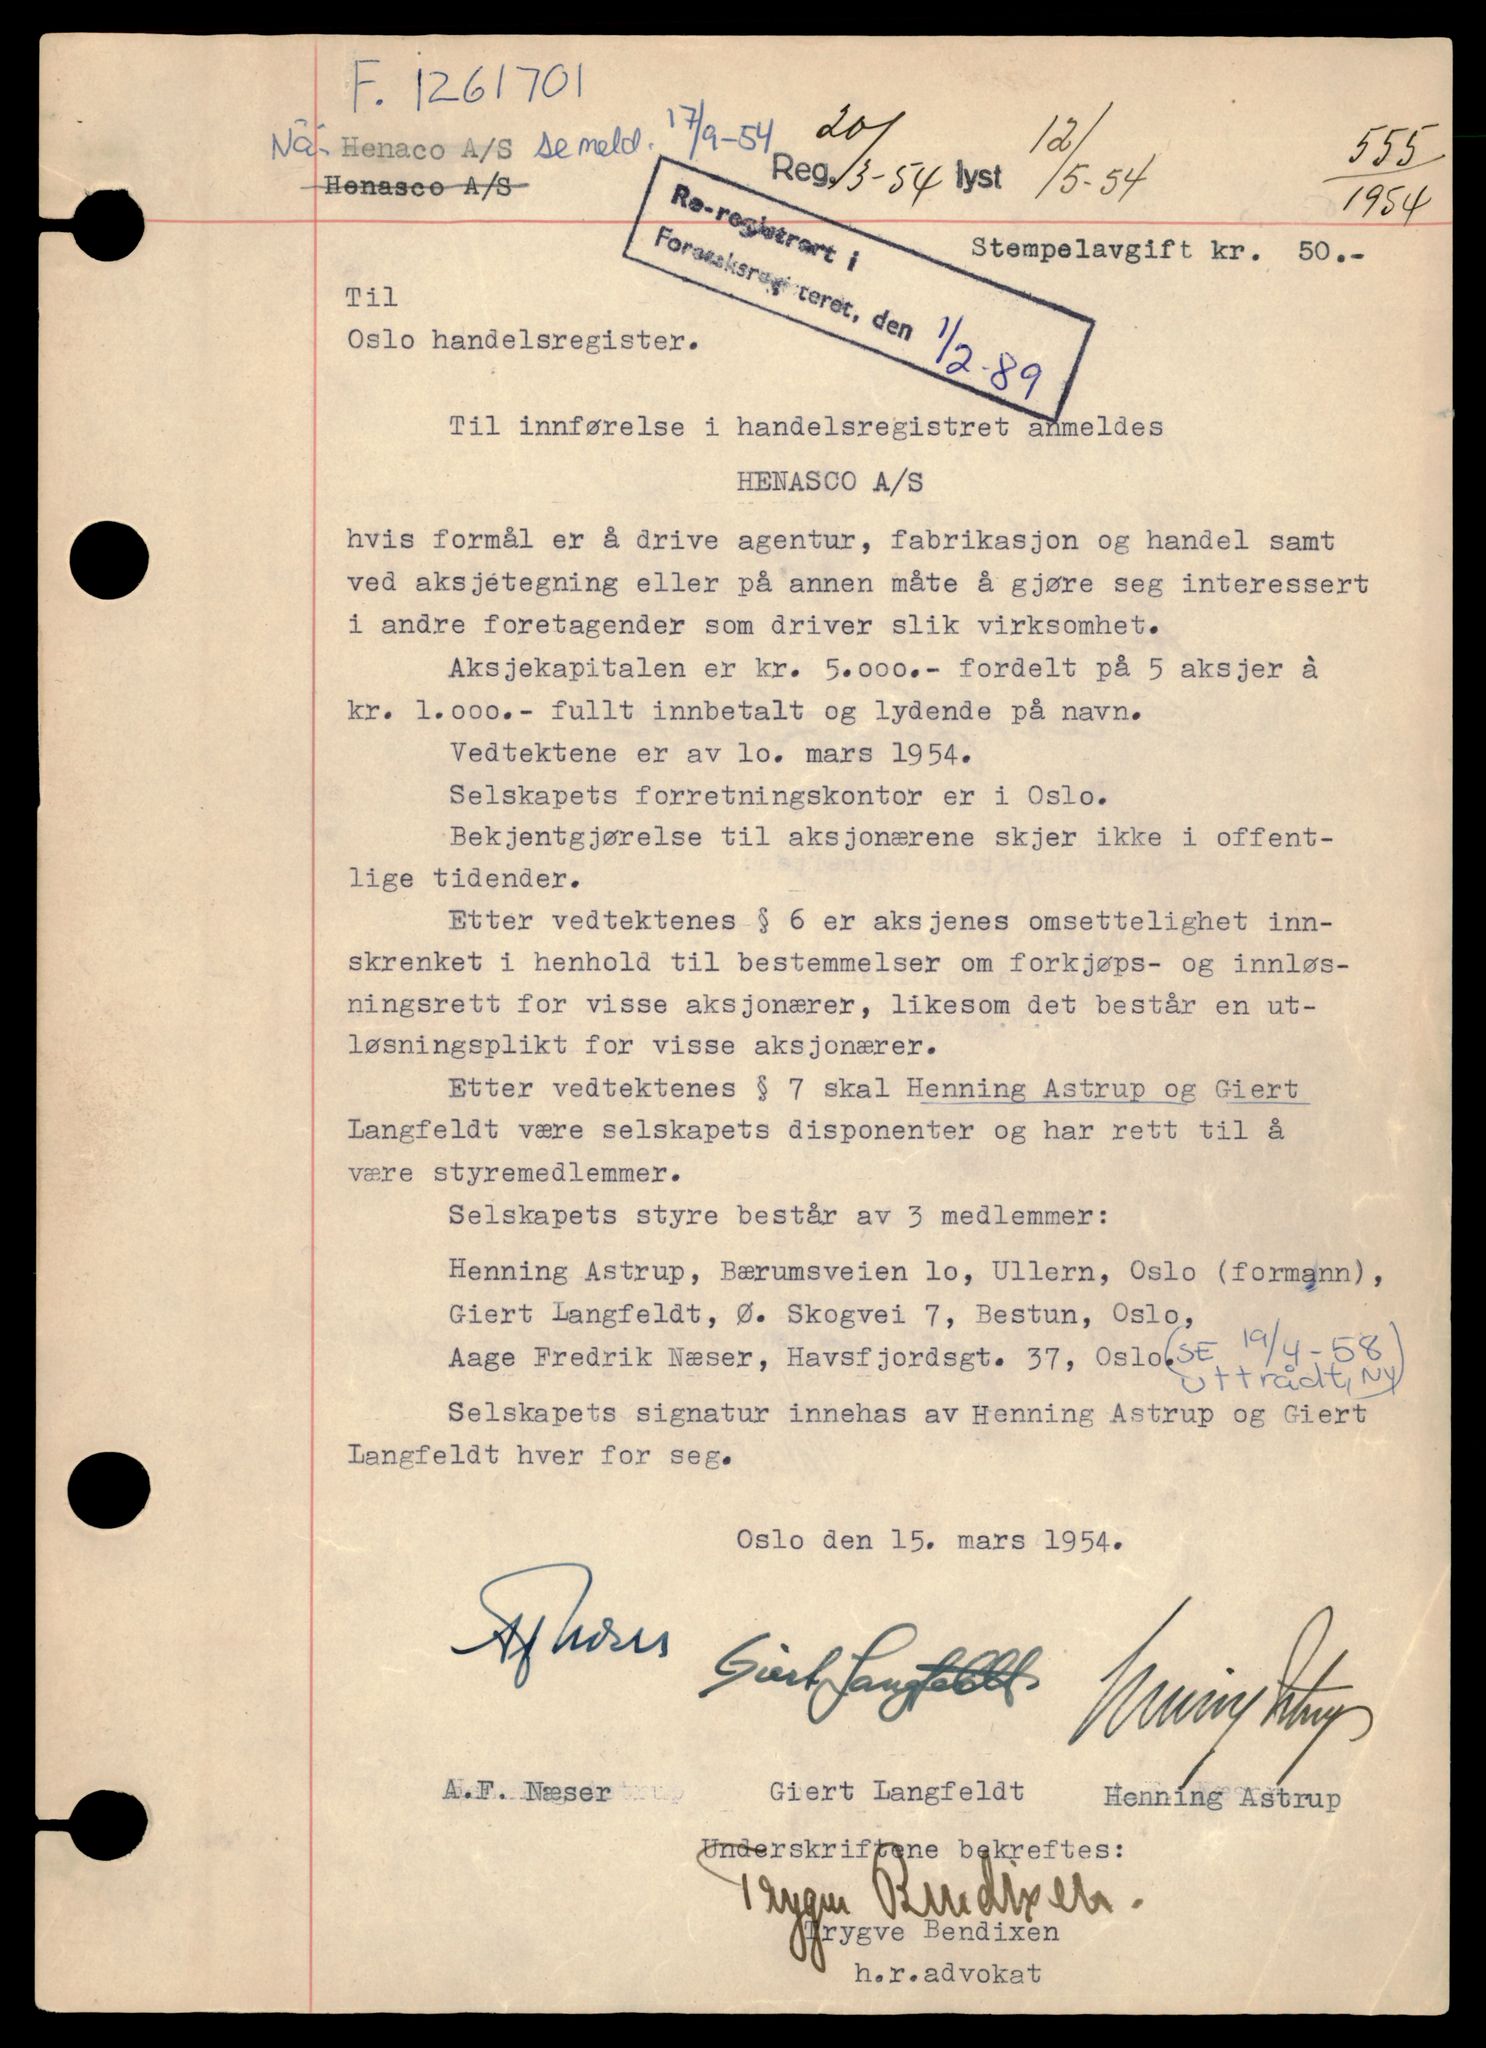 F. 1261701
Nå: Henaco A/S se meld. 17/9-54
Henasco A/S
Reg. 20/3-54 lyst 12/5-54
555
1954
Re-registrert i
Foretaksregisteret, den 1/2-89
Stempelavgift kr. 50.-
Til
Oslo handelsregister.
Til innførelse i handelsregistret anmeldes
HENASCO A/S
hvis formål er å drive agentur, fabrikasjon og handel samt
ved aksjetegning eller på annen måte å gjøre seg interessert
i andre foretagender som driver slik virksomhet.
Aksjekapitalen er kr. 5.ooo.- fordelt på 5 aksjer à
kr. 1.ooo.- fullt innbetalt og lydende på navn.
Vedtektene er av lo. mars 1954.
Selskapets forretningskontor er i Oslo.
Bekjentgjørelse til aksjonærene skjer ikke i offent-
lige tidender.
Etter vedtektenes § 6 er aksjenes omsettelighet inn-
skrenket i henhold til bestemmelser om forkjøps- og innløs-
ningsrett for visse aksjonærer, likesom det består en ut-
løsningsplikt for visse aksjonærer.
Etter vedtektenes § 7 skal Henning Astrup og Giert
Langfeldt være selskapets disponenter og har rett til å
være styremedlemmer.
Selskapets styre består av 3 medlemmer:
Henning Astrup, Bærumsveien lo, Ullern, Oslo (formann),
Giert Langfeldt, Ø. Skogvei 7, Bestun, Oslo,
Aage Fredrik Næser, Havsfjordsgt. 37, Oslo. (SE 19/4-58
uttrådt, NY)
Selskapets signatur innehas av Henning Astrup og Giert
Langfeldt hver for seg.
Oslo den 15. mars 1954.
AF Næser Giert Langfeldt Henning Astrup
A.F. Næser Giert Langfeldt Henning Astrup
Underskriftene bekreftes:
Trygve Bendixen.
Trygve Bendixen
h.r.advokat